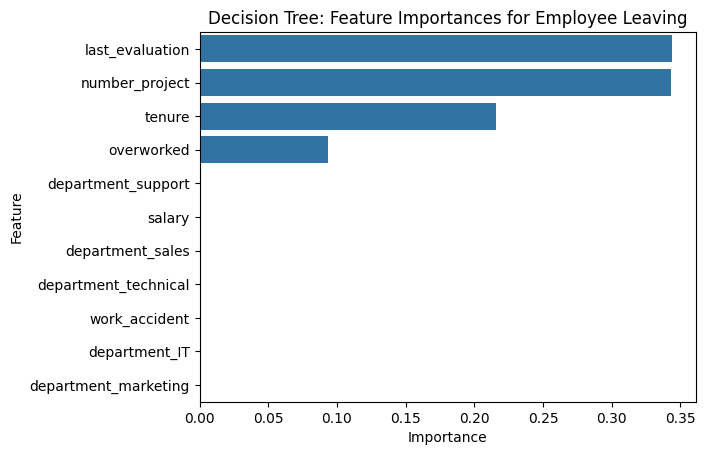 Decision Tree: Feature Importances for Employee Leaving
last_evaluation
number_project
tenure
overworked
department_support
salary
department_sales
department_technical
work_accident
department_IT
department_marketing
Feature
0.00 0.05 0.10 0.15 0.20 0.25 0.30 0.35
Importance